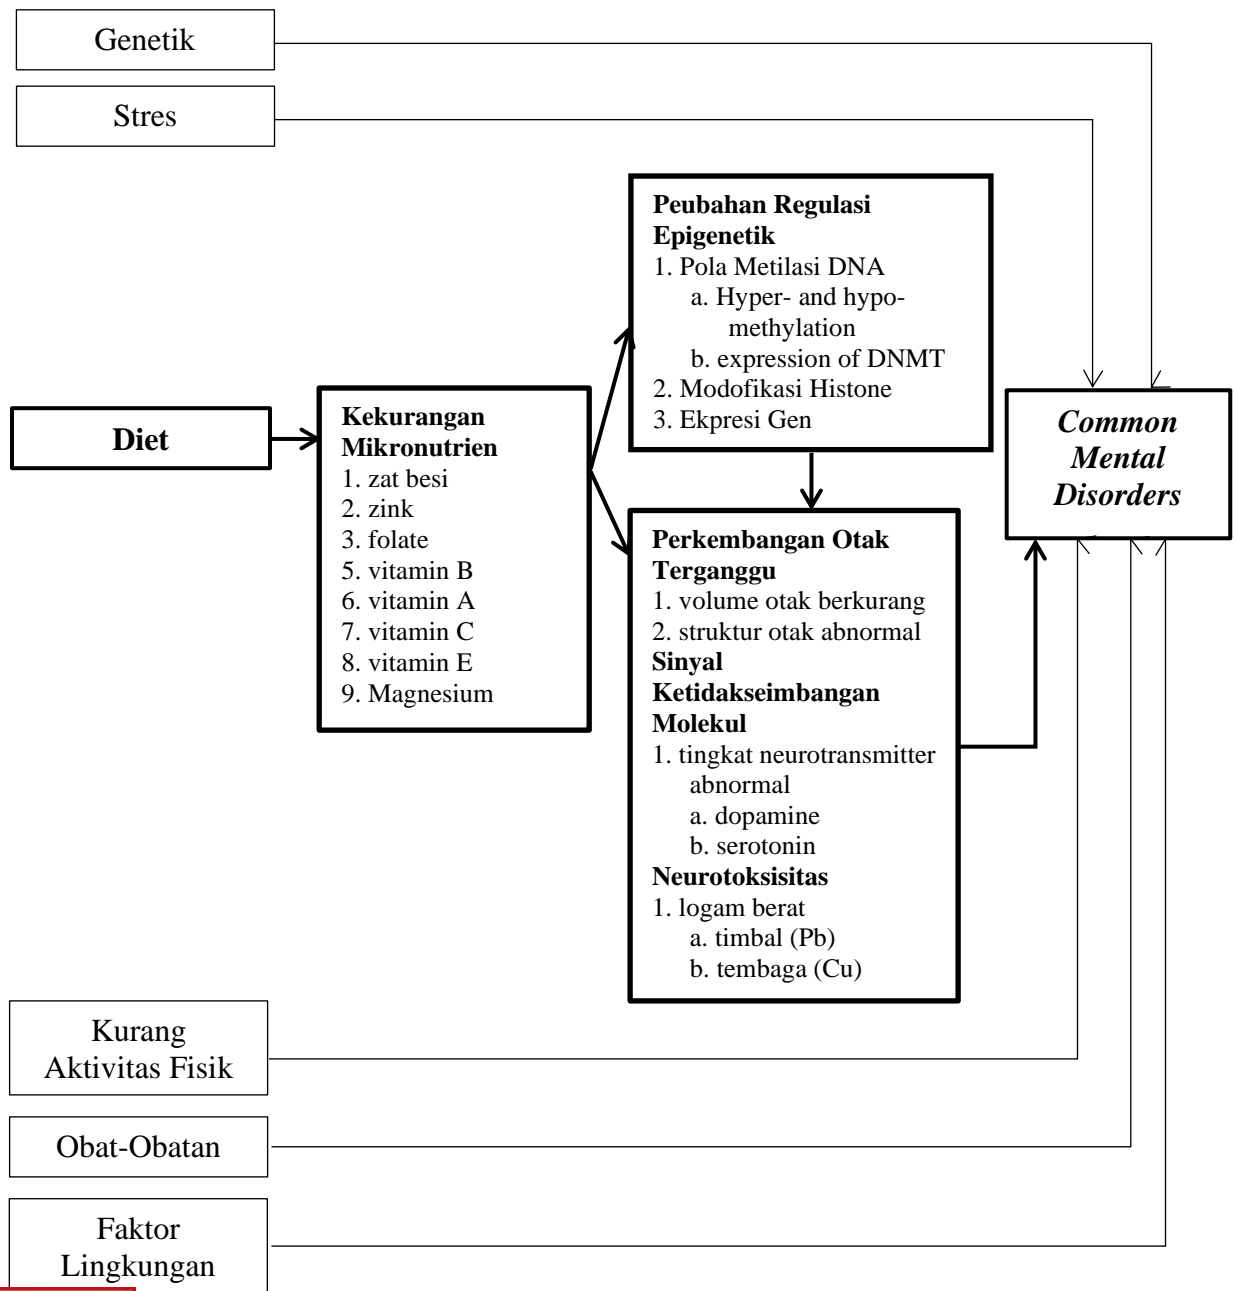 Genetik
Stres
Peubahan Regulasi
Epigenetik
1. Pola Metilasi DNA
a. Hyper- and hypo-
methylation
b. expression of DNMT
2. Modofikasi Histone
3. Ekpresi Gen
Diet
Kekurangan
Mikronutrien
1. zat besi
2. zink
3. folate
5. vitamin B
6. vitamin A
7. vitamin C
8. vitamin E
9. Magnesium
Common
Mental
Disorders
Perkembangan Otak
Terganggu
1. volume otak berkurang
2. struktur otak abnormal
Sinyal
Ketidakseimbangan
Molekul
1. tingkat neurotransmitter
abnormal
a. dopamine
b. serotonin
Neurotoksisitas
1. logam berat
a. timbal (Pb)
b. tembaga (Cu)
Kurang
Aktivitas Fisik
Obat-Obatan
Faktor
Lingkungan